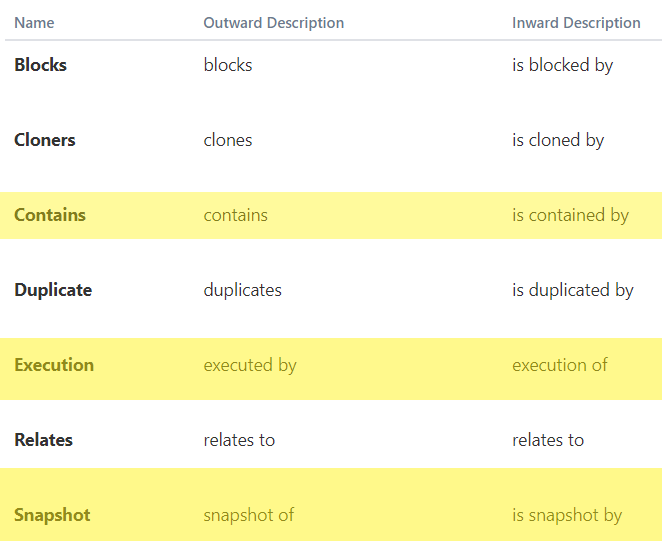 Name Outward Description Inward Description
Blocks blocks is blocked by
Cloners clones is cloned by
Contains contains is contained by
Duplicate duplicates is duplicated by
Execution executed by execution of
Relates relates to relates to
Snapshot snapshot of is snapshot by